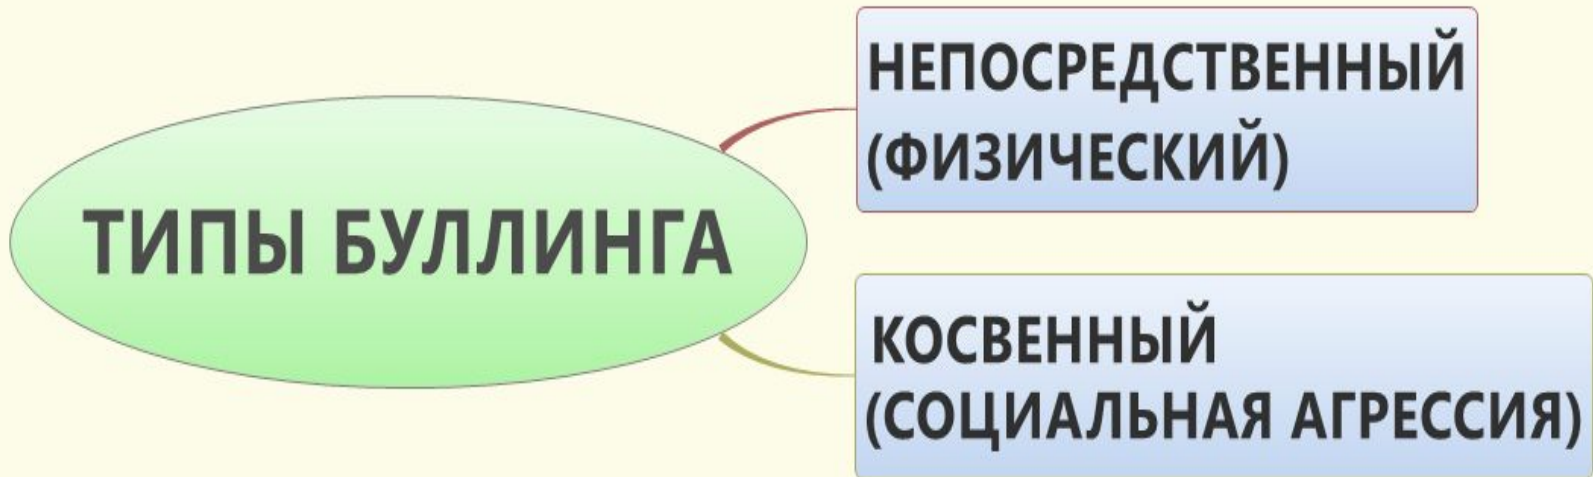 ТИПЫ БУЛЛИНГА
НЕПОСРЕДСТВЕННЫЙ
(ФИЗИЧЕСКИЙ)
КОСВЕННЫЙ
(СОЦИАЛЬНАЯ АГРЕССИЯ)